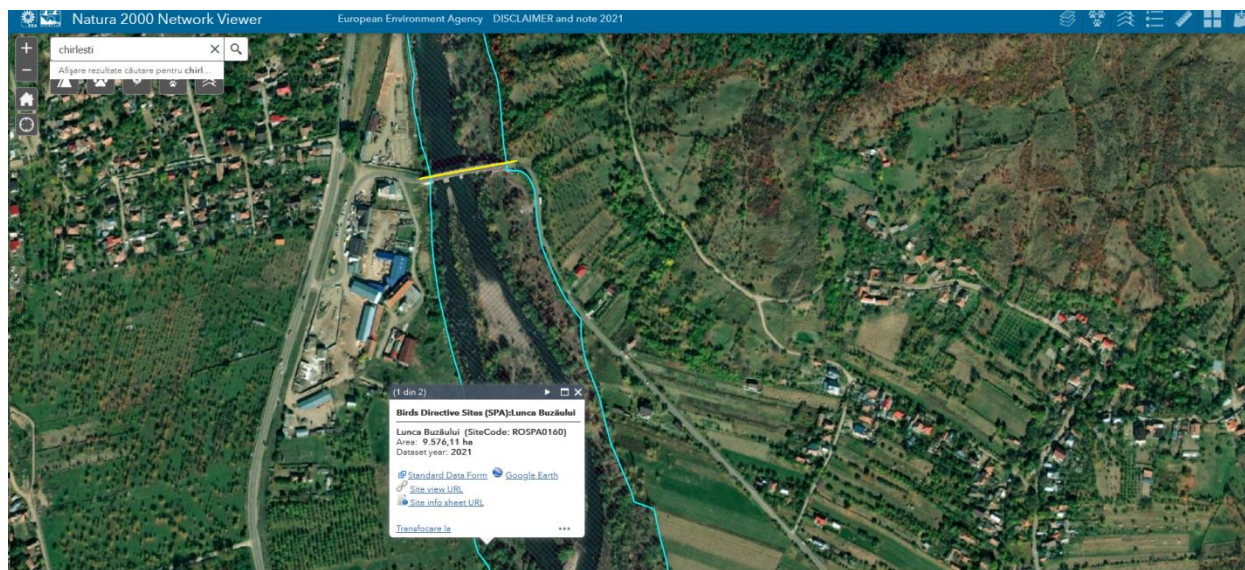 Natura 2000 Network Viewer
European Environment Agency DISCLAIMER and note 2021
chirlesti
Afișare rezultate căutare pentru chirl...
(1 din 2)
Birds Directive Sites (SPA):Lunca Buzăului
Lunca Buzăului (SiteCode: ROSPA0160)
Area: 9.576,11 ha
Dataset year: 2021
Standard Data Form Google Earth
Site view URL
Site info sheet URL
Transfocare la